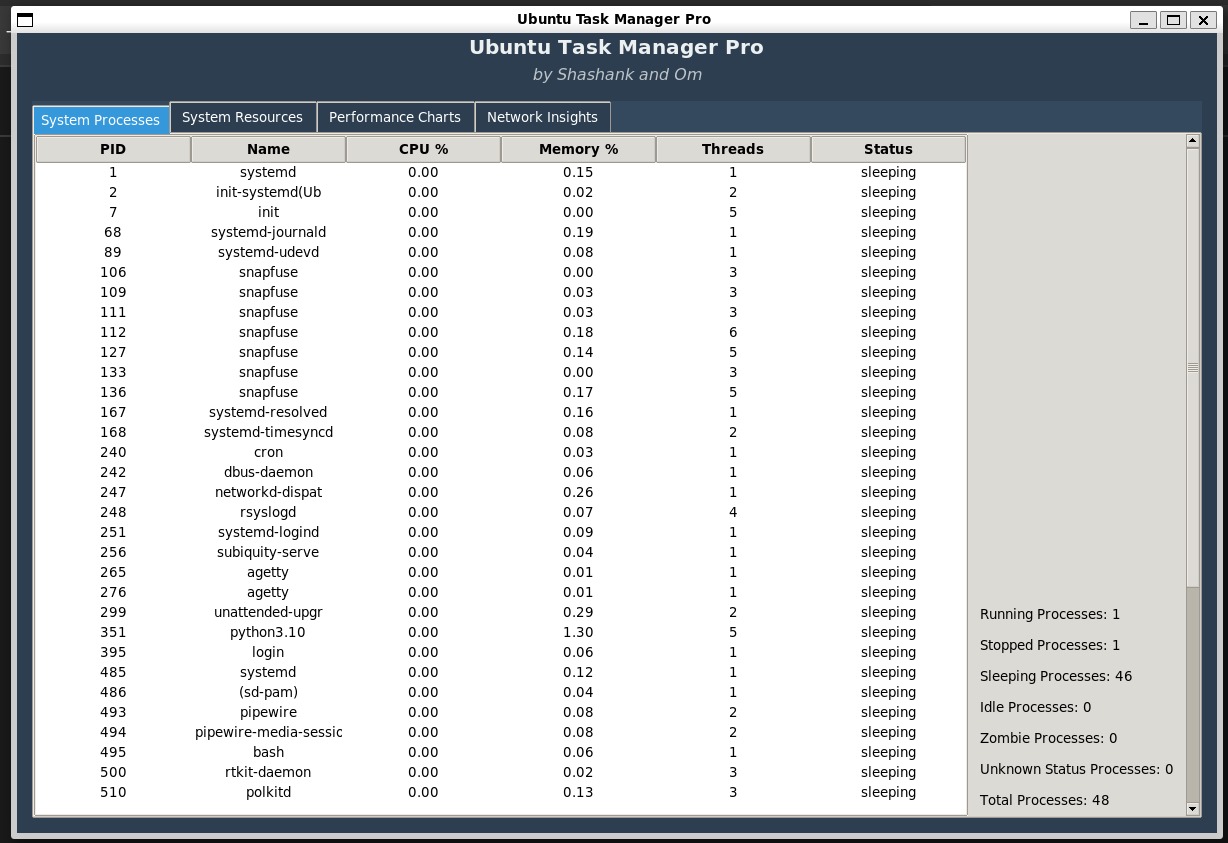 Ubuntu Task Manager Pro
Ubuntu Task Manager Pro
by Shashank and Om
System Processes System Resources Performance Charts Network Insights
PID Name CPU % Memory % Threads Status
1 systemd 0.00 0.15 1 sleeping
2 init-systemd(Ub 0.00 0.02 2 sleeping
7 init 0.00 0.00 5 sleeping
68 systemd-journald 0.00 0.19 1 sleeping
89 systemd-udevd 0.00 0.08 1 sleeping
106 snapfuse 0.00 0.00 3 sleeping
109 snapfuse 0.00 0.03 3 sleeping
111 snapfuse 0.00 0.03 3 sleeping
112 snapfuse 0.00 0.18 6 sleeping
127 snapfuse 0.00 0.14 5 sleeping
133 snapfuse 0.00 0.00 3 sleeping
136 snapfuse 0.00 0.17 5 sleeping
167 systemd-resolved 0.00 0.16 1 sleeping
168 systemd-timesyncd 0.00 0.08 2 sleeping
240 cron 0.00 0.03 1 sleeping
242 dbus-daemon 0.00 0.06 1 sleeping
247 networkd-dispat 0.00 0.26 1 sleeping
248 rsyslogd 0.00 0.07 4 sleeping
251 systemd-logind 0.00 0.09 1 sleeping
256 subiquity-serve 0.00 0.04 1 sleeping
265 agetty 0.00 0.01 1 sleeping
276 agetty 0.00 0.01 1 sleeping
299 unattended-upgr 0.00 0.29 2 sleeping
351 python3.10 0.00 1.30 5 sleeping
395 login 0.00 0.06 1 sleeping
485 systemd 0.00 0.12 1 sleeping
486 (sd-pam) 0.00 0.04 1 sleeping
493 pipewire 0.00 0.08 2 sleeping
494 pipewire-media-sessic 0.00 0.08 2 sleeping
495 bash 0.00 0.06 1 sleeping
500 rtkit-daemon 0.00 0.02 3 sleeping
510 polkitd 0.00 0.13 3 sleeping
Running Processes: 1
Stopped Processes: 1
Sleeping Processes: 46
Idle Processes: 0
Zombie Processes: 0
Unknown Status Processes: 0
Total Processes: 48